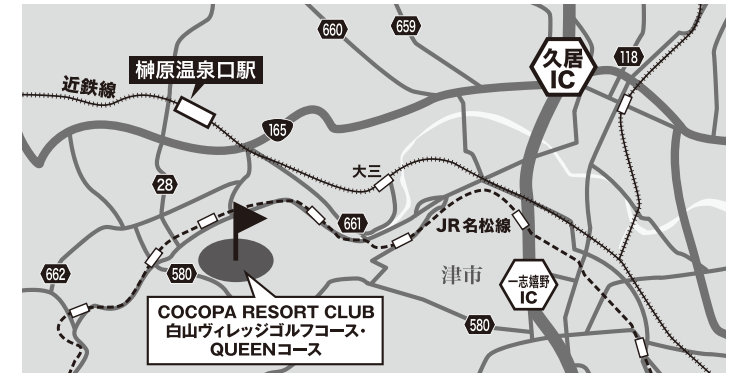 660
659
久居
IC
118
榊原温泉口駅
近鉄線
165
大三
28
661
JR名松線
662
580
津市
一志嬉野
IC
580
COCOPA RESORT CLUB
白山ヴィレッジゴルフコース・
QUEENコース